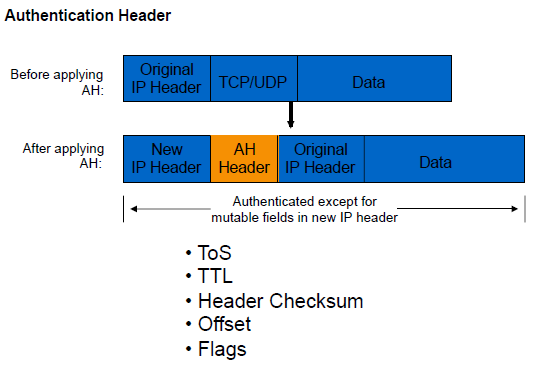 Authentication Header
Before applying
AH:
Original
IP Header
TCP/UDP
Data
After applying
AH:
New
IP Header
AH
Header
Original
IP Header
Data
Authenticated except for
mutable fields in new IP header
• ToS
• TTL
• Header Checksum
• Offset
• Flags